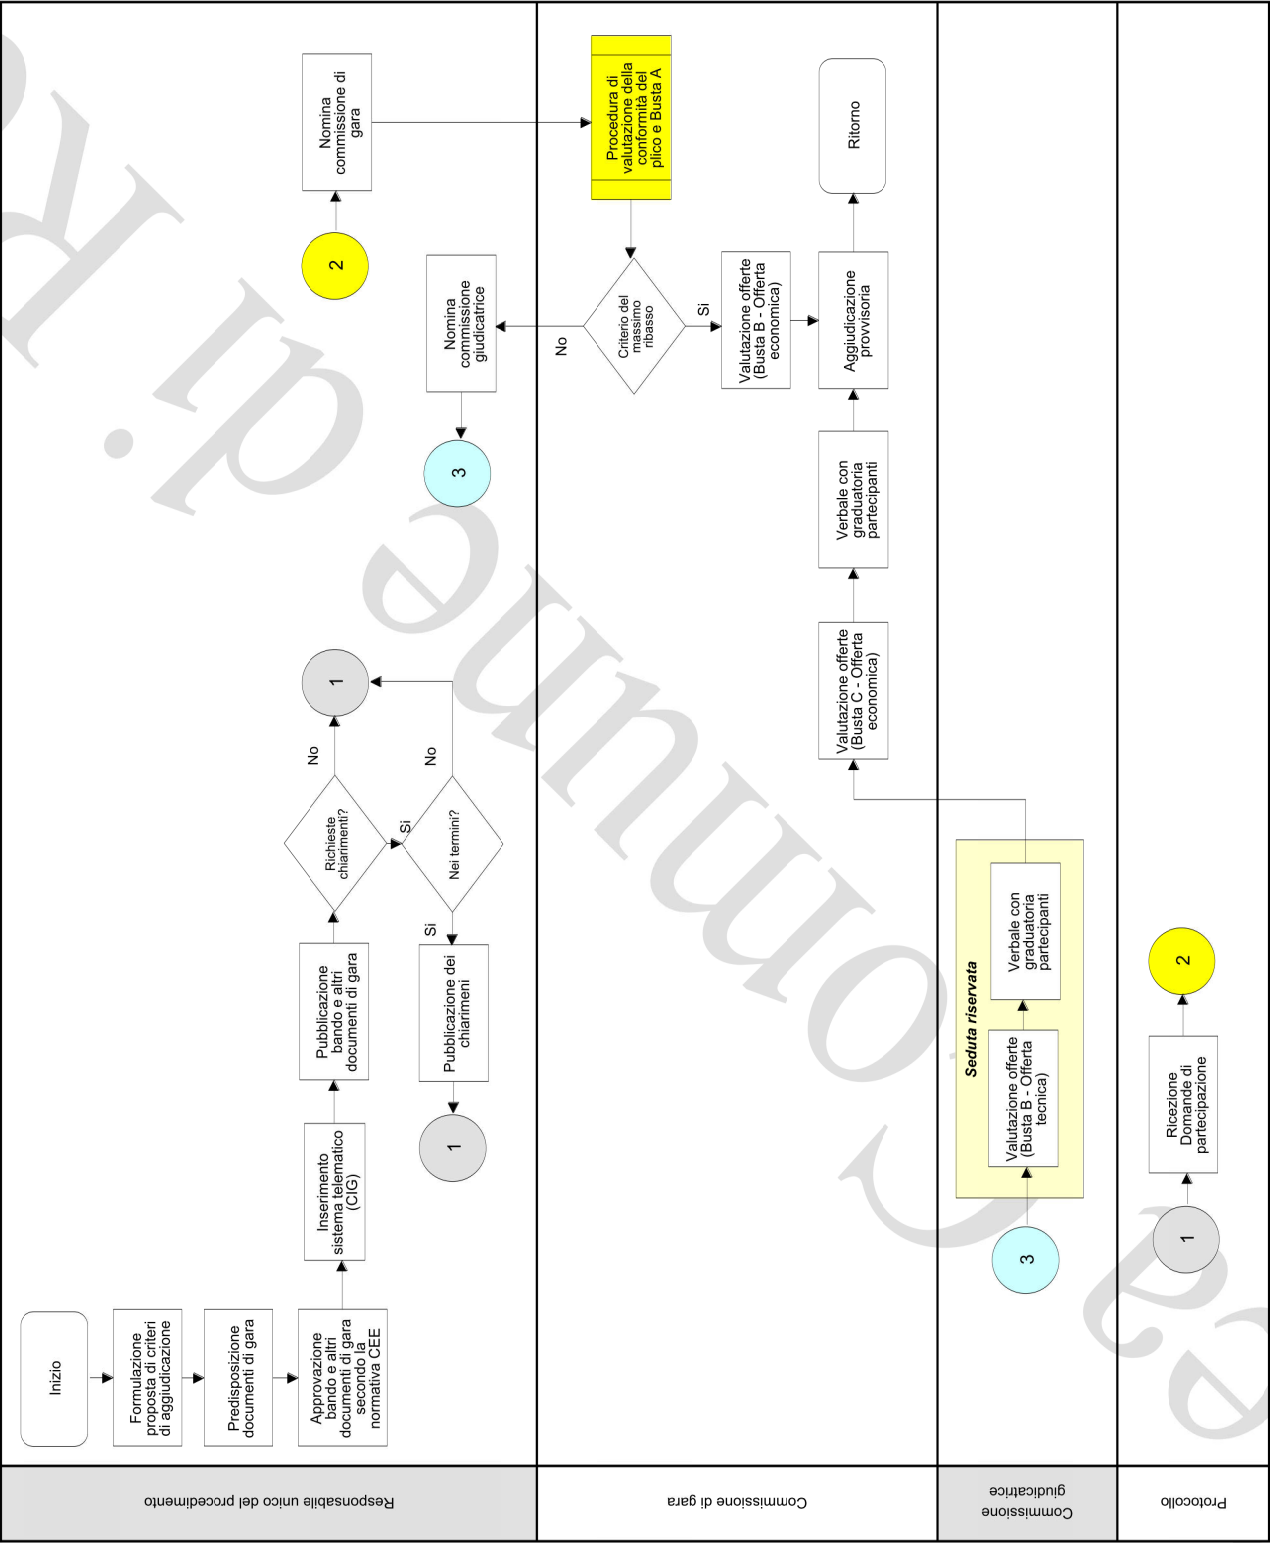 Responsabile unico del procedimento
Inizio
Formulazione
proposta di criteri
di aggiudicazione
Predisposizione
documenti di gara
Approvazione
bando e altri
documenti di gara
secondo la
normativa CEE
Inserimento
sistema telematico
(CIG)
Pubblicazione
bando e altri
documenti di gara
Richieste
chiarimenti?
No
1
Si
Nei termini?
No
Si
Pubblicazione dei
chiarimeni
1
2
Nomina
commissione di
gara
Nomina
commissione
giudicatrice
3
Commissione di gara
Procedura di
valutazione della
conformità del
plico e Busta A
Criterio del
massimo
ribasso
No
Si
Valutazione offerte
(Busta B - Offerta
economica)
Valutazione offerte
(Busta C - Offerta
economica)
Verbale con
graduatoria
partecipanti
Aggiudicazione
provvisoria
Ritorno
Commissione
giudicatrice
Seduta riservata
3
Valutazione offerte
(Busta B - Offerta
tecnica)
Verbale con
graduatoria
partecipanti
Protocollo
1
Ricezione
Domande di
partecipazione
2
ea Comune di R